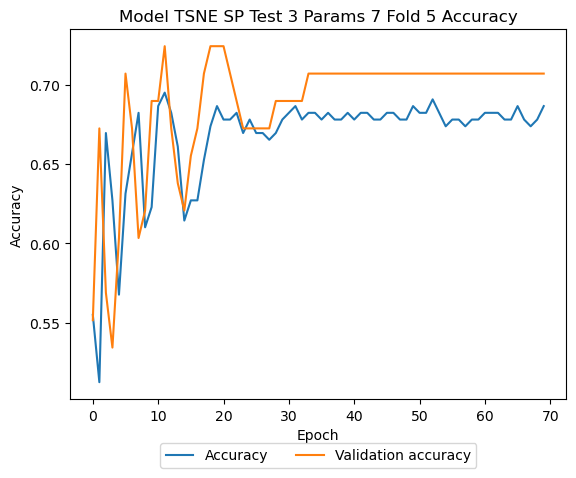 Model TSNE SP Test 3 Params 7 Fold 5 Accuracy
Accuracy
0.70
0.65
0.60
0.55
0 10 20 30 40 50 60 70
Epoch
Accuracy Validation accuracy